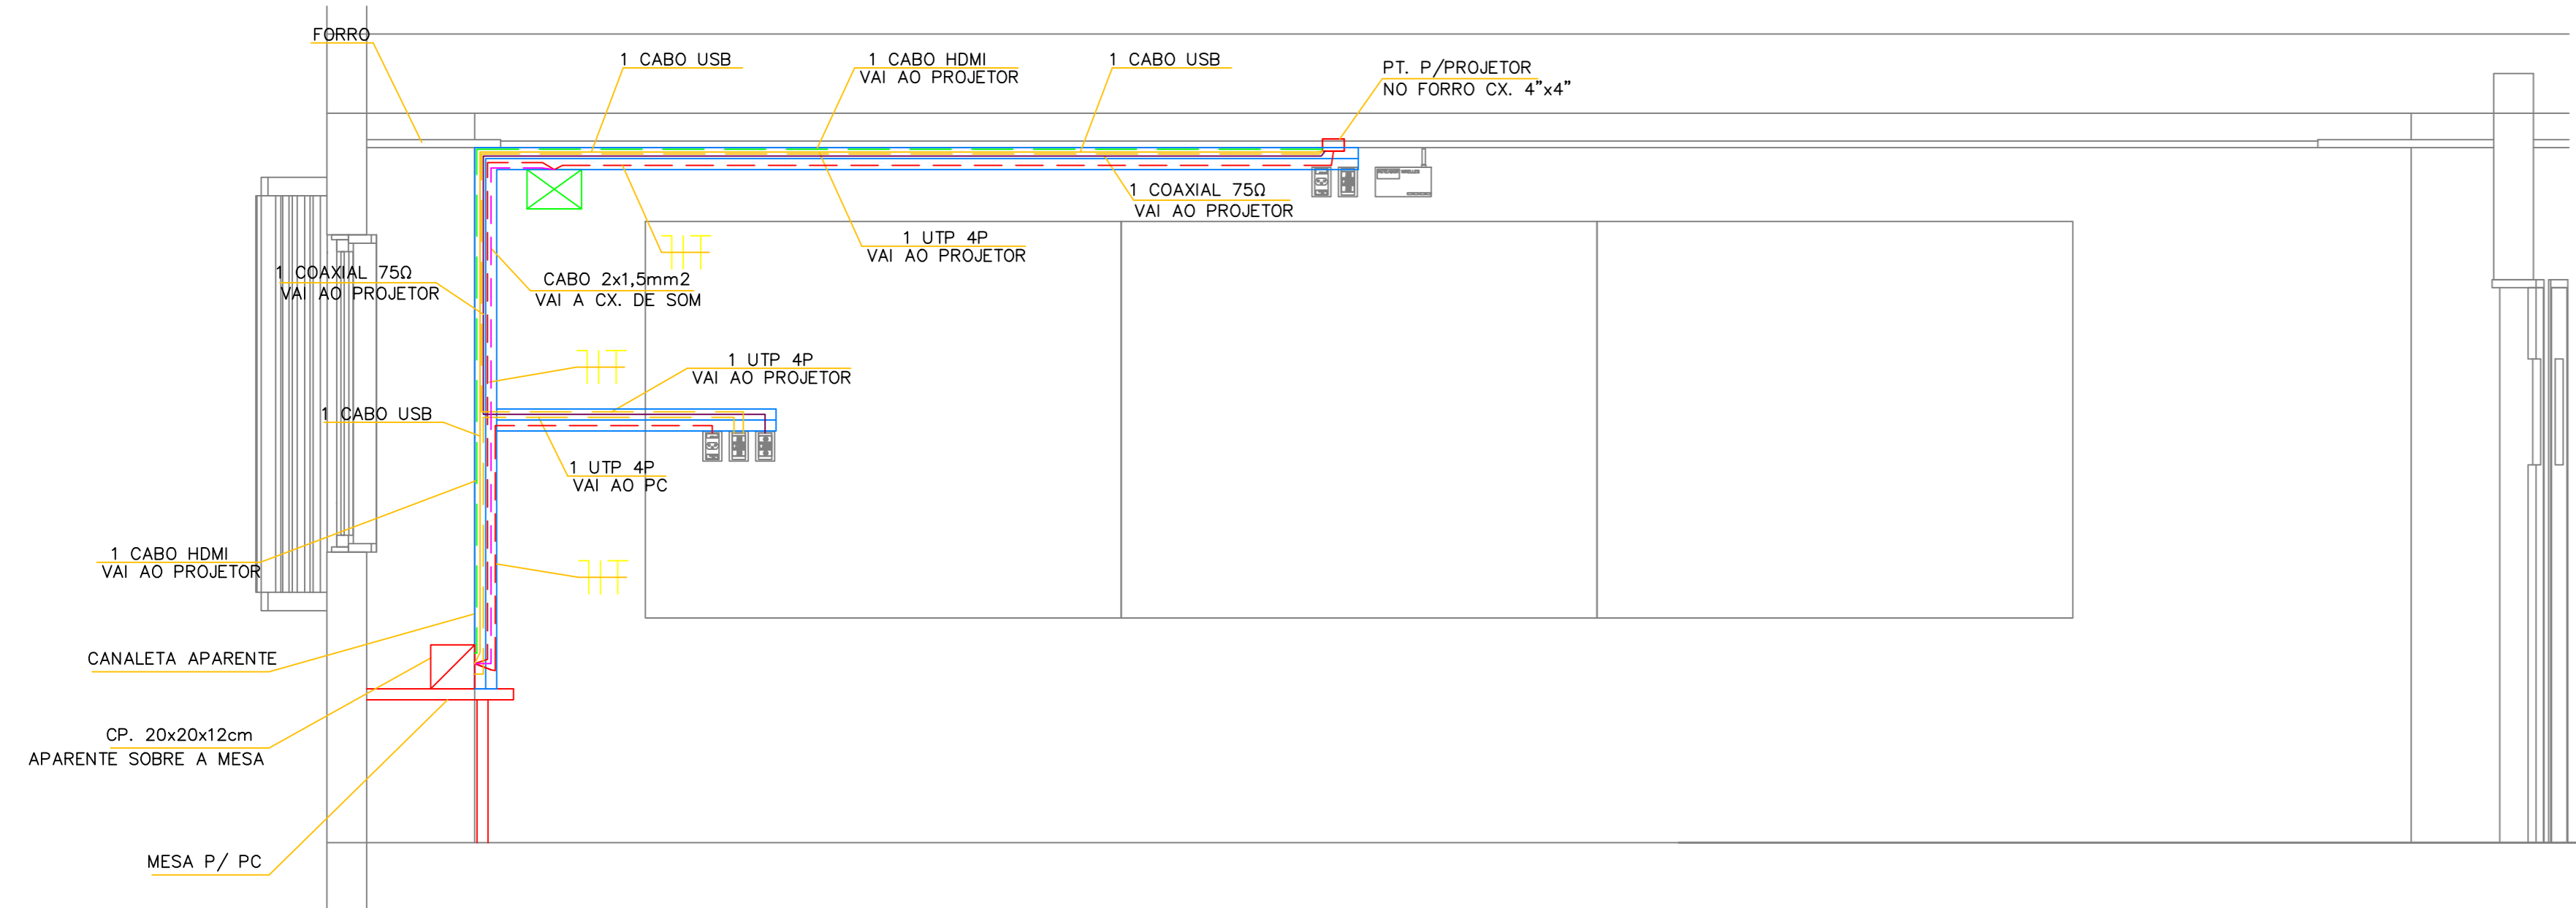 FORRO
1 CABO USB
1 CABO HDMI
VAI AO PROJETOR
1 CABO USB
PT. P/PROJETOR
NO FORRO CX. 4"x4"
1 COAXIAL 75Ω
VAI AO PROJETOR
1 UTP 4P
VAI AO PROJETOR
1 COAXIAL 75Ω
VAI AO PROJETOR
CABO 2x1,5mm2
VAI A CX. DE SOM
1 UTP 4P
VAI AO PROJETOR
1 CABO USB
1 UTP 4P
VAI AO PC
1 CABO HDMI
VAI AO PROJETOR
CANALETA APARENTE
CP. 20x20x12cm
APARENTE SOBRE A MESA
MESA P/ PC